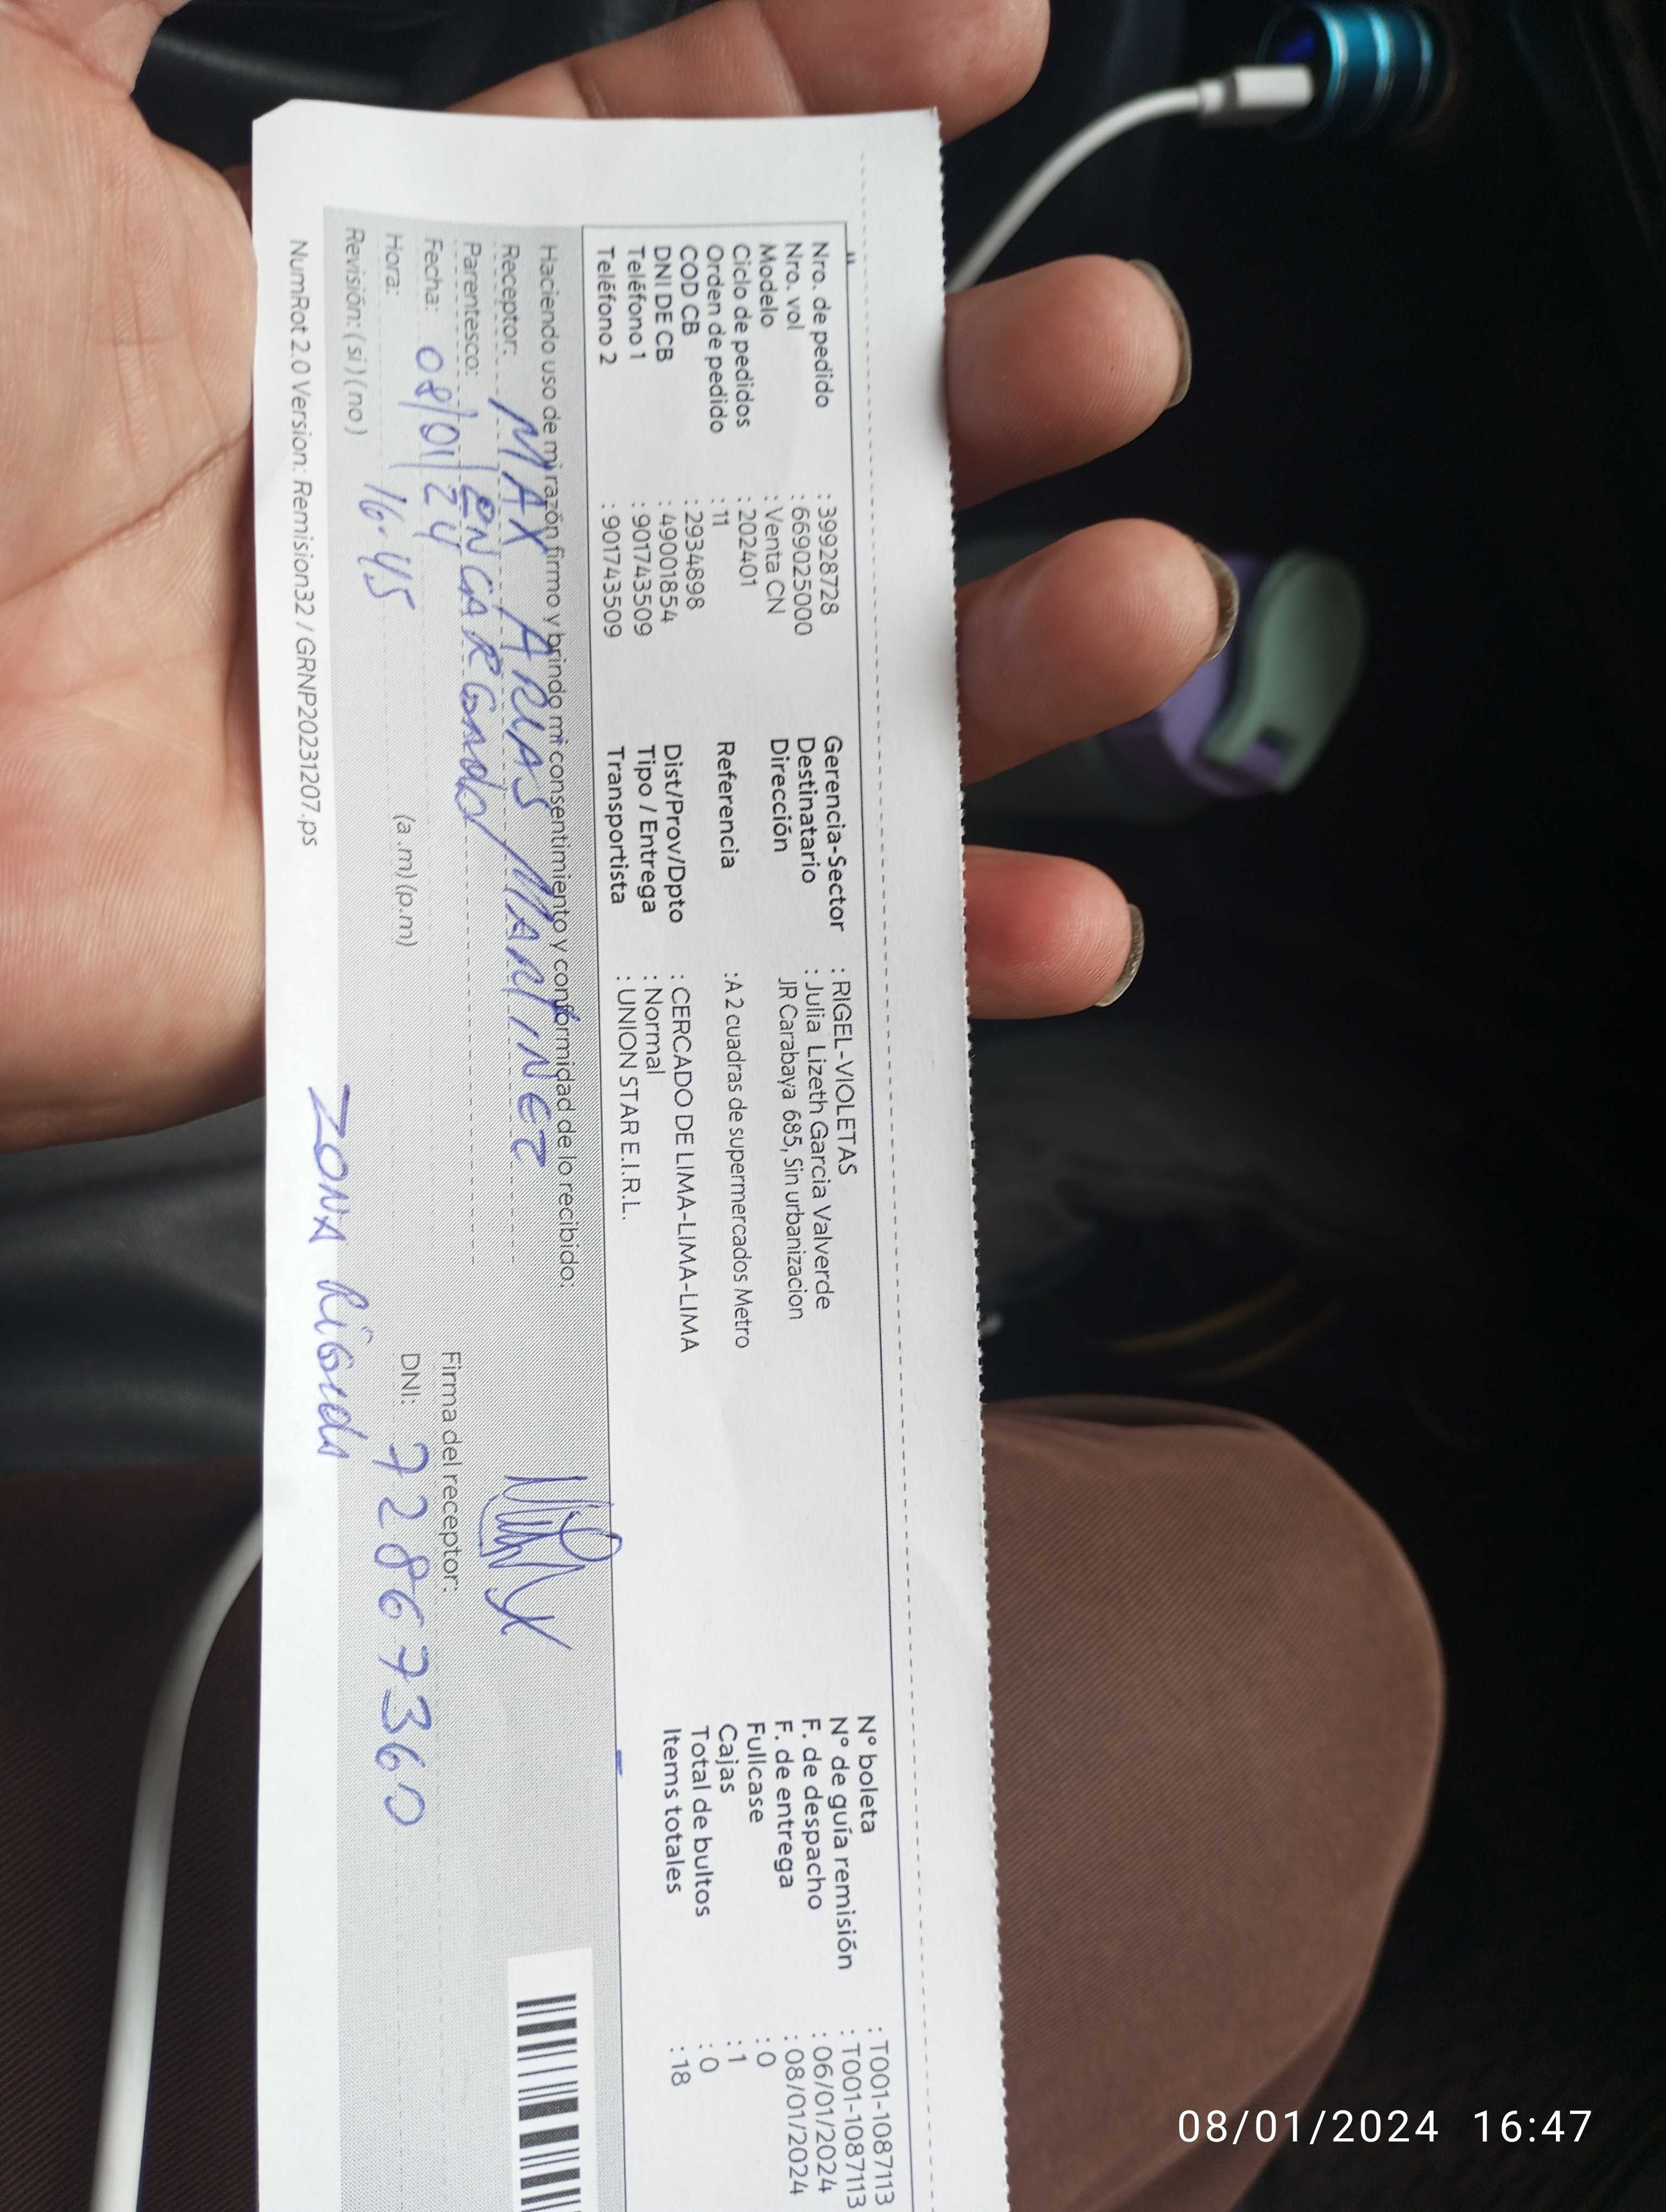 Nro. de pedido : 39928728
Nro. vol : 669025000
Modelo : Venta CN
Ciclo de pedidos : 202401
Orden de pedido : 11
COD CB : 2934898
DNI DE CB : 49001854
Teléfono 1 : 901743509
Teléfono 2 : 901743509
Gerencia-Sector : RIGEL-VIOLETAS
Destinatario : Julia Lizeth Garcia Valverde
Dirección JR Carabaya 685, Sin urbanizacion
Referencia :A 2 cuadras de supermercados Metro
Dist/Prov/Dpto : CERCADO DE LIMA-LIMA-LIMA
Tipo / Entrega : Normal
Transportista : UNION STAR E.I.R.L.
N° boleta : T001-1087113
N° de guía remisión : T001-1087113
F. de despacho : 06/01/2024
F. de entrega : 08/01/2024
Fullcase : 0
Cajas : 1
Total de bultos : 0
Items totales : 18
Haciendo uso de mi razón firmo y brindo mi consentimiento y conformidad de lo recibido:
Receptor: MAX ARIAS MARTINEZ
Parentesco: ENCARGado
Fecha: 08/01/24
Hora: 16:45 (a .m) (p.m)
Revisión: ( si ) ( no )
Firma del receptor:
DNI: 72867360
NumRot 2.0 Version: Remision32 / GRNP20231207.ps
ZONA RiGuda
08/01/2024 16:47